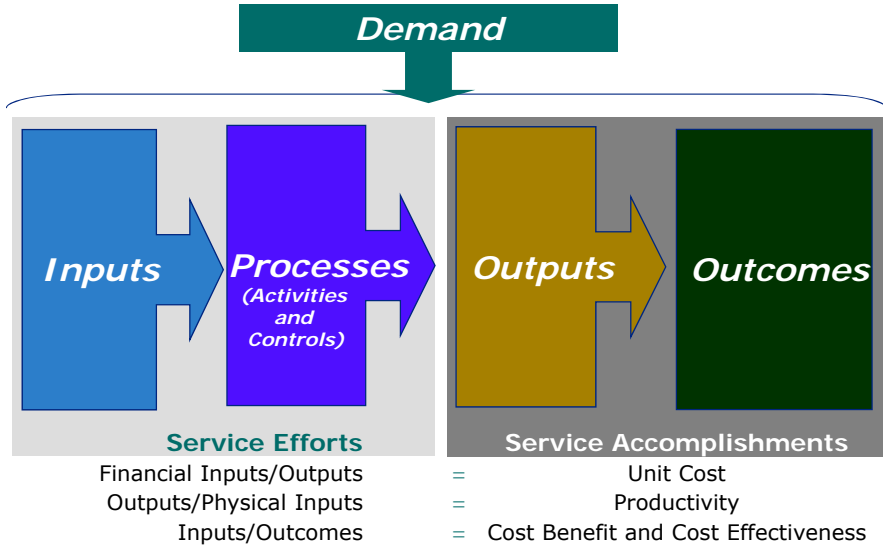 Demand
Inputs
Processes
(Activities
and
Controls)
Outputs
Outcomes
Service Efforts
Service Accomplishments
Financial Inputs/Outputs = Unit Cost
Outputs/Physical Inputs = Productivity
Inputs/Outcomes = Cost Benefit and Cost Effectiveness